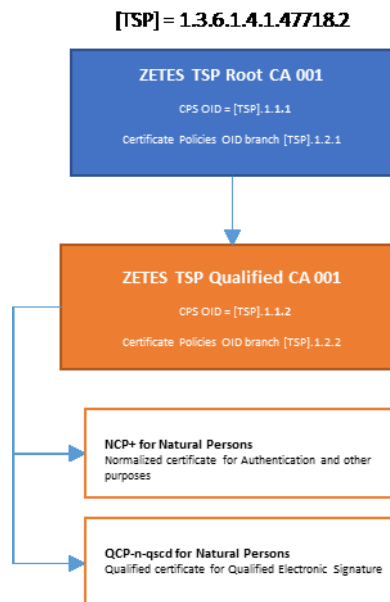 [TSP] = 1.3.6.1.4.1.47718.2
ZETES TSP Root CA 001
CPS OID = [TSP].1.1.1
Certificate Policies OID branch [TSP].1.2.1
ZETES TSP Qualified CA 001
CPS OID = [TSP].1.1.2
Certificate Policies OID branch [TSP].1.2.2
NCP+ for Natural Persons
Normalized certificate for Authentication and other
purposes
QCP-n-qscd for Natural Persons
Qualified certificate for Qualified Electronic Signature